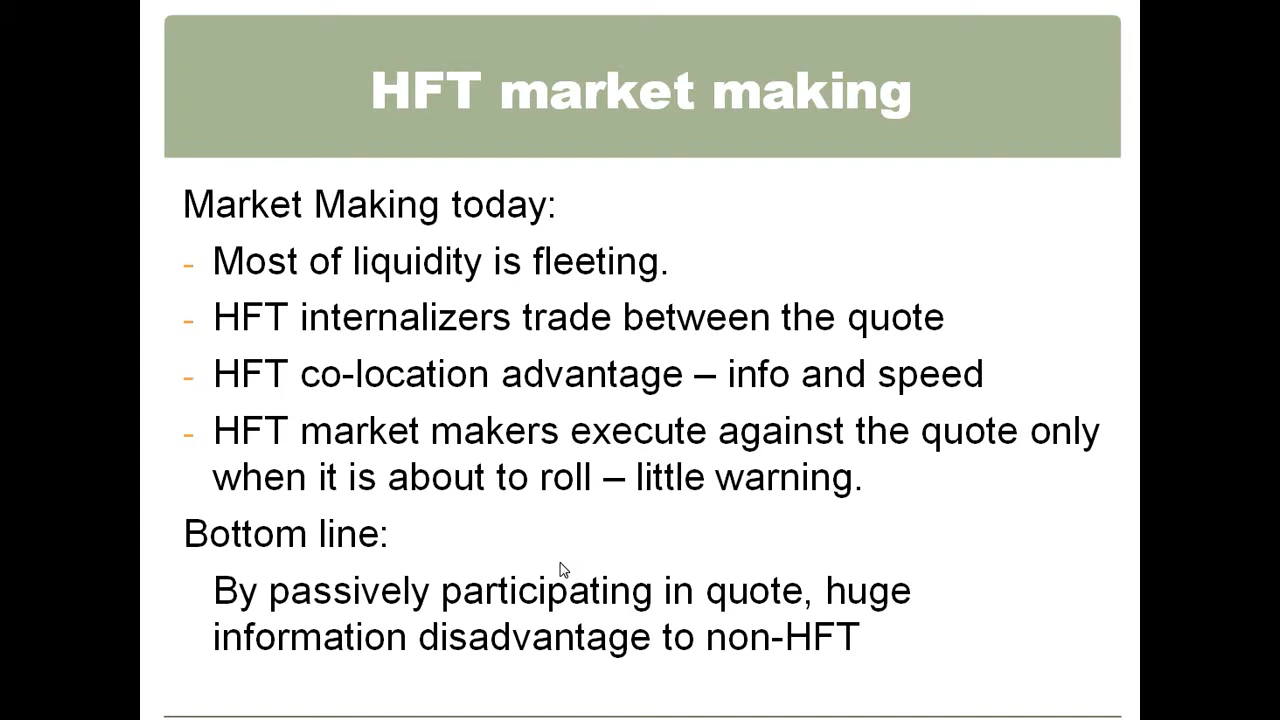 HFT market making
Market Making today:
- Most of liquidity is fleeting.
- HFT internalizers trade between the quote
- HFT co-location advantage – info and speed
- HFT market makers execute against the quote only
when it is about to roll – little warning.
Bottom line:
By passively participating in quote, huge
information disadvantage to non-HFT